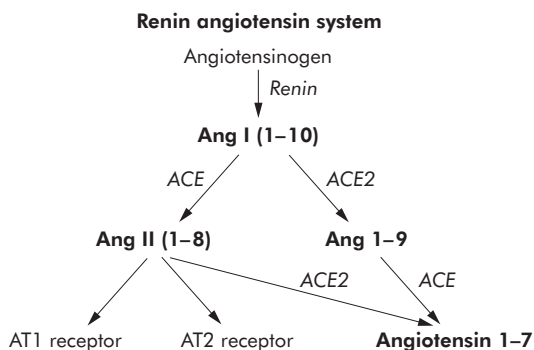 Renin angiotensin system
Angiotensinogen
Renin
Ang I (1–10)
ACE
ACE2
Ang II (1–8)
Ang 1–9
ACE2
ACE
AT1 receptor
AT2 receptor
Angiotensin 1–7